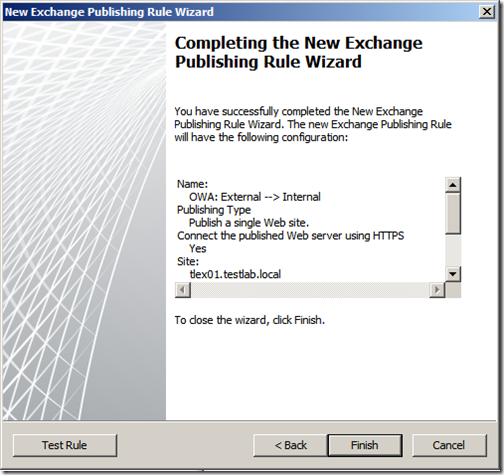 New Exchange Publishing Rule Wizard
Completing the New Exchange
Publishing Rule Wizard
You have successfully completed the New Exchange
Publishing Rule Wizard. The new Exchange Publishing Rule
will have the following configuration:
Name:
OWA: External --> Internal
Publishing Type
Publish a single Web site.
Connect the published Web server using HTTPS
Yes
Site:
tlex01.testlab.local
To close the wizard, click Finish.
Test Rule
< Back
Finish
Cancel